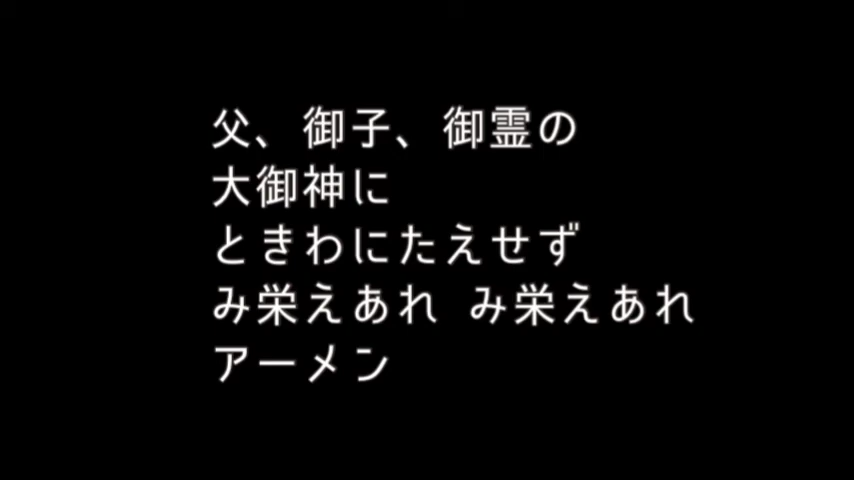 父、御子、御霊の
大御神に
ときわにたえせず
み栄えあれ み栄えあれ
アーメン